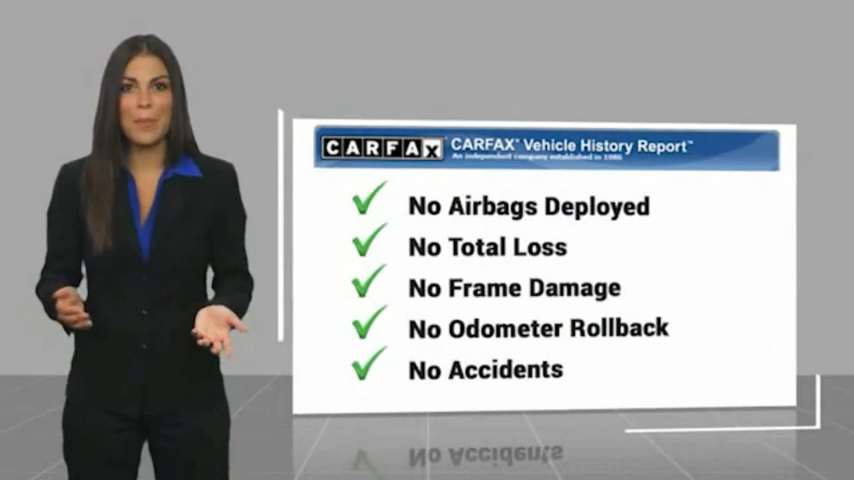 CARFAX CARFAX® Vehicle History Report™
An independent company established in 1986
No Airbags Deployed
No Total Loss
No Frame Damage
No Odometer Rollback
No Accidents
No Accidents